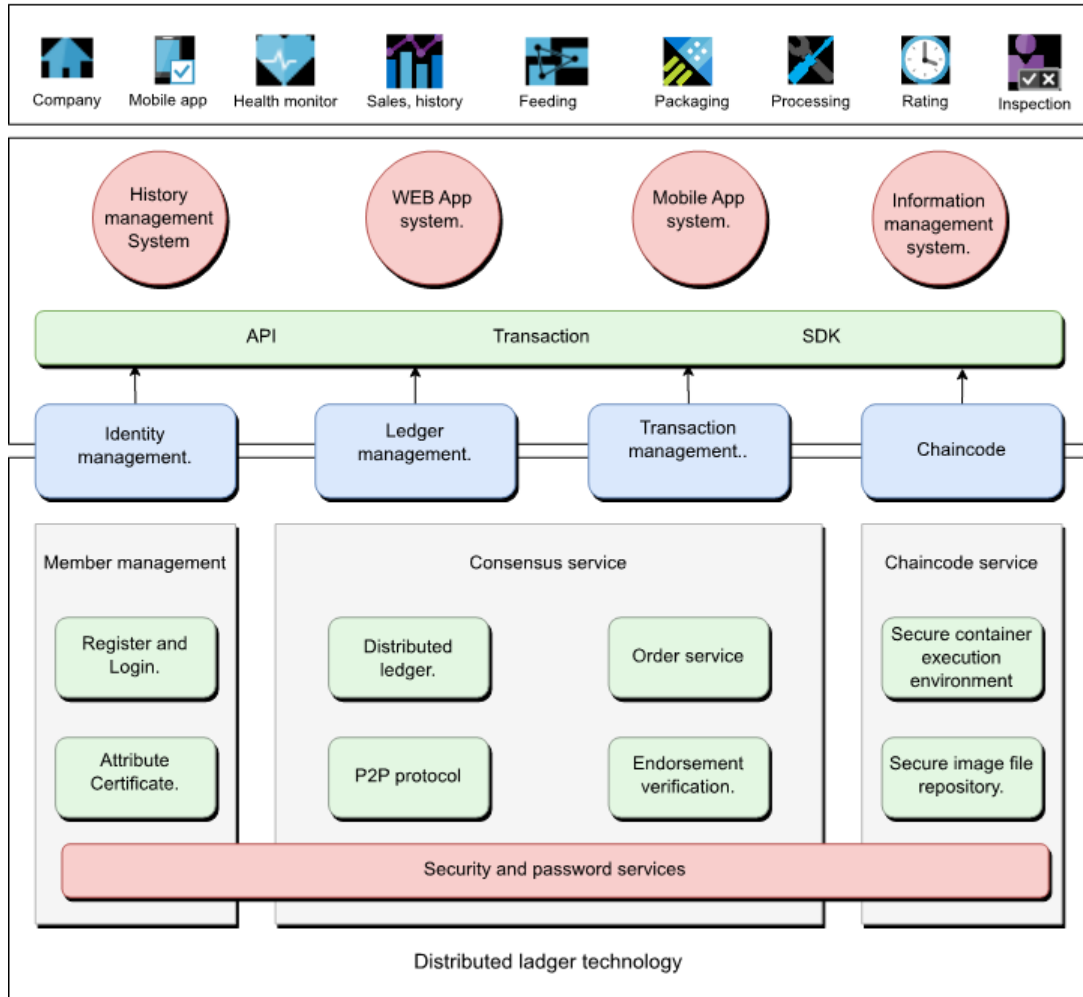 Company
Mobile app
Health monitor
Sales, history
Feeding
Packaging
Processing
Rating
Inspection
History
management
System
WEB App
system.
Mobile App
system.
Information
management
system.
API
Transaction
SDK
Identity
management.
Ledger
management.
Transaction
management..
Chaincode
Member management
Consensus service
Chaincode service
Register and
Login.
Distributed
ledger.
Order service
Secure container
execution
environment
Attribute
Certificate.
P2P protocol
Endorsement
verification.
Secure image file
repository.
Security and password services
Distributed ladger technology